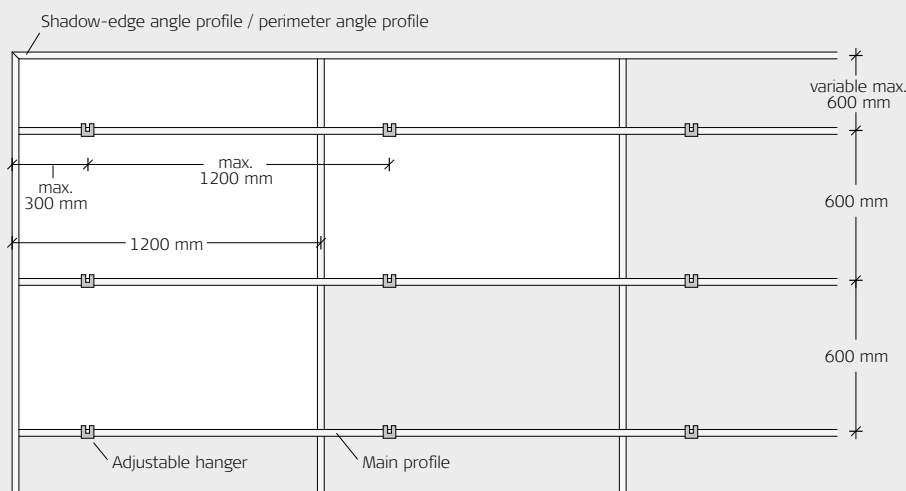 Shadow-edge angle profile / perimeter angle profile
variable max.
600 mm
max.
1200 mm
max.
300 mm
600 mm
1200 mm
600 mm
Adjustable hanger
Main profile